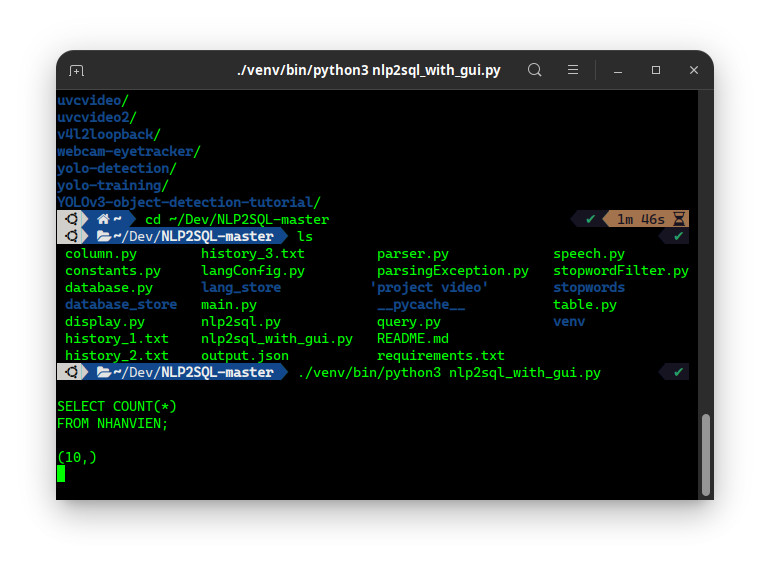 ./venv/bin/python3 nlp2sql_with_gui.py
uvcvideo/
uvcvideo2/
v4l2loopback/
webcam-eyetracker/
yolo-detection/
yolo-training/
YOLOv3-object-detection-tutorial/
~ cd ~/Dev/NLP2SQL-master ✔ 1m 46s
~/Dev/NLP2SQL-master ls ✔
column.py history_3.txt parser.py speech.py
constants.py langConfig.py parsingException.py stopwordFilter.py
database.py lang_store 'project video' stopwords
database_store main.py __pycache__ table.py
display.py nlp2sql.py query.py venv
history_1.txt nlp2sql_with_gui.py README.md
history_2.txt output.json requirements.txt
~/Dev/NLP2SQL-master ./venv/bin/python3 nlp2sql_with_gui.py ✔
SELECT COUNT(*)
FROM NHANVIEN;
(10,)